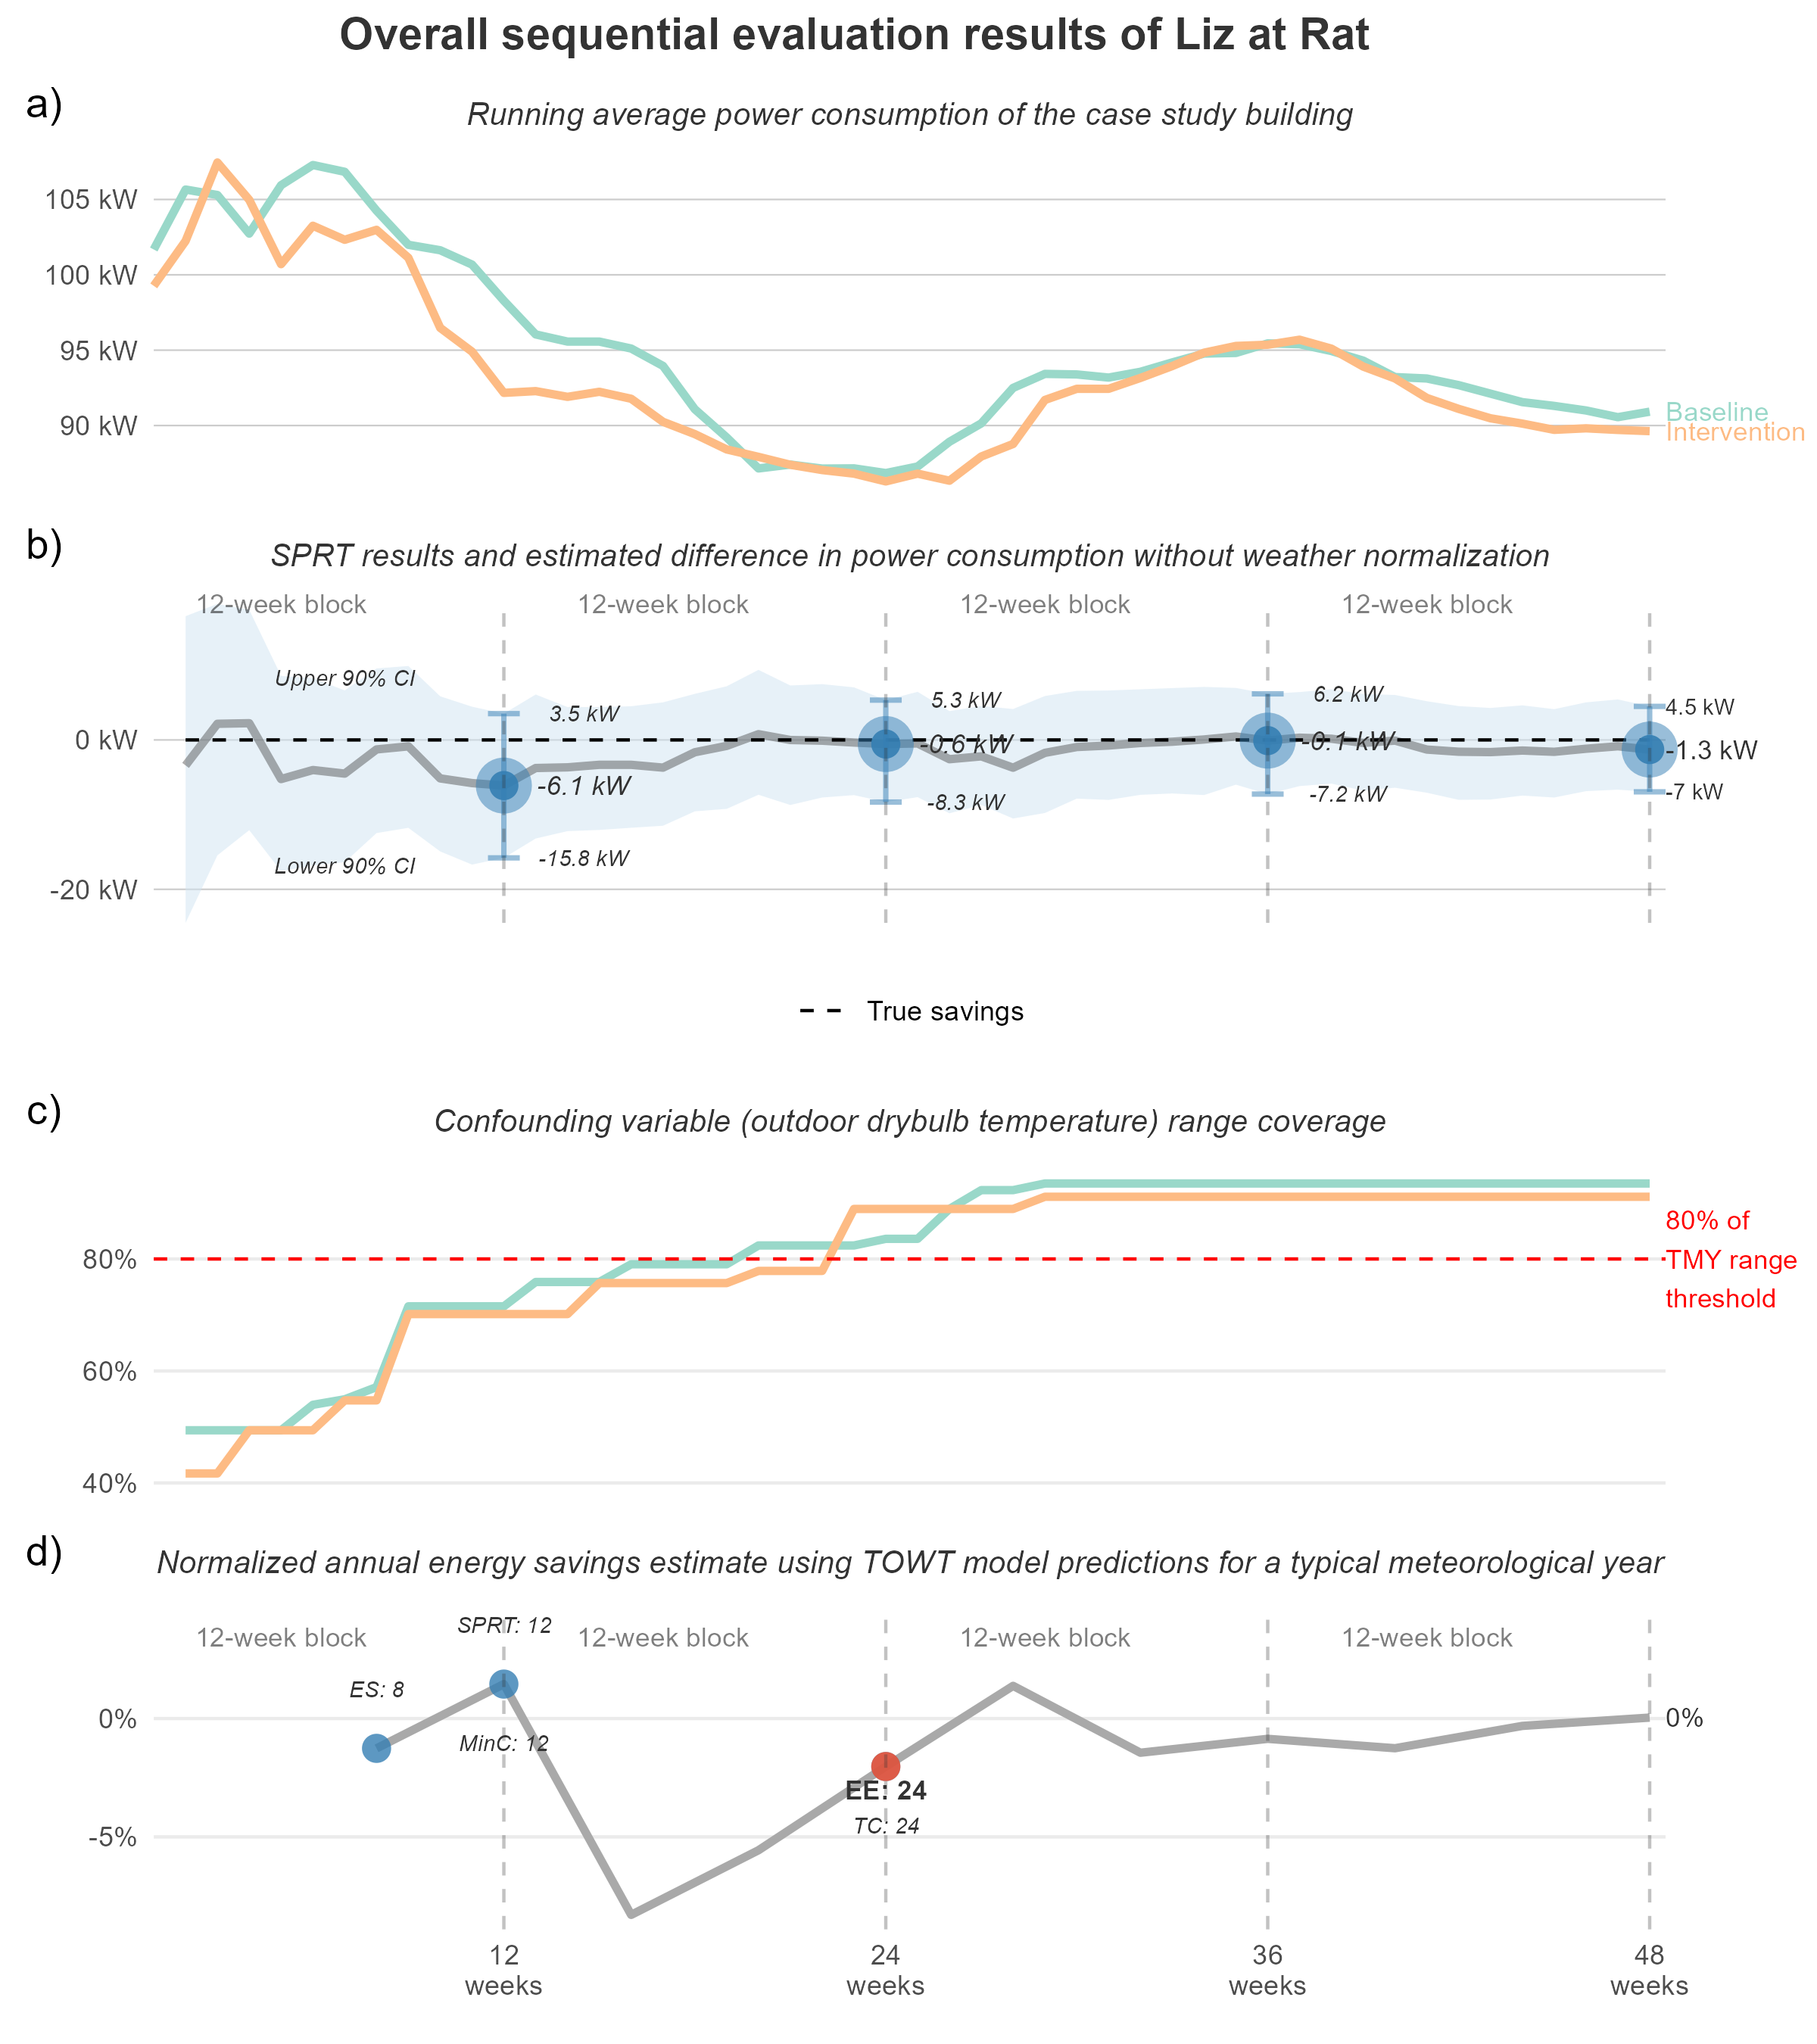 Overall sequential evaluation results of Liz at Rat
a)
Running average power consumption of the case study building
105 kW
100 kW
95 kW
90 kW
Baseline
Intervention
b)
SPRT results and estimated difference in power consumption without weather normalization
12-week block 12-week block 12-week block 12-week block
Upper 90% CI
3.5 kW
5.3 kW
6.2 kW
4.5 kW
0 kW
-6.1 kW
-0.6 kW
-0.1 kW
-1.3 kW
-15.8 kW
-8.3 kW
-7.2 kW
-7 kW
Lower 90% CI
-20 kW
True savings
c)
Confounding variable (outdoor drybulb temperature) range coverage
80%
60%
40%
80% of
TMY range
threshold
d)
Normalized annual energy savings estimate using TOWT model predictions for a typical meteorological year
12-week block 12-week block 12-week block 12-week block
SPRT: 12
ES: 8
0%
0%
MinC: 12
EE: 24
TC: 24
-5%
12
weeks
24
weeks
36
weeks
48
weeks